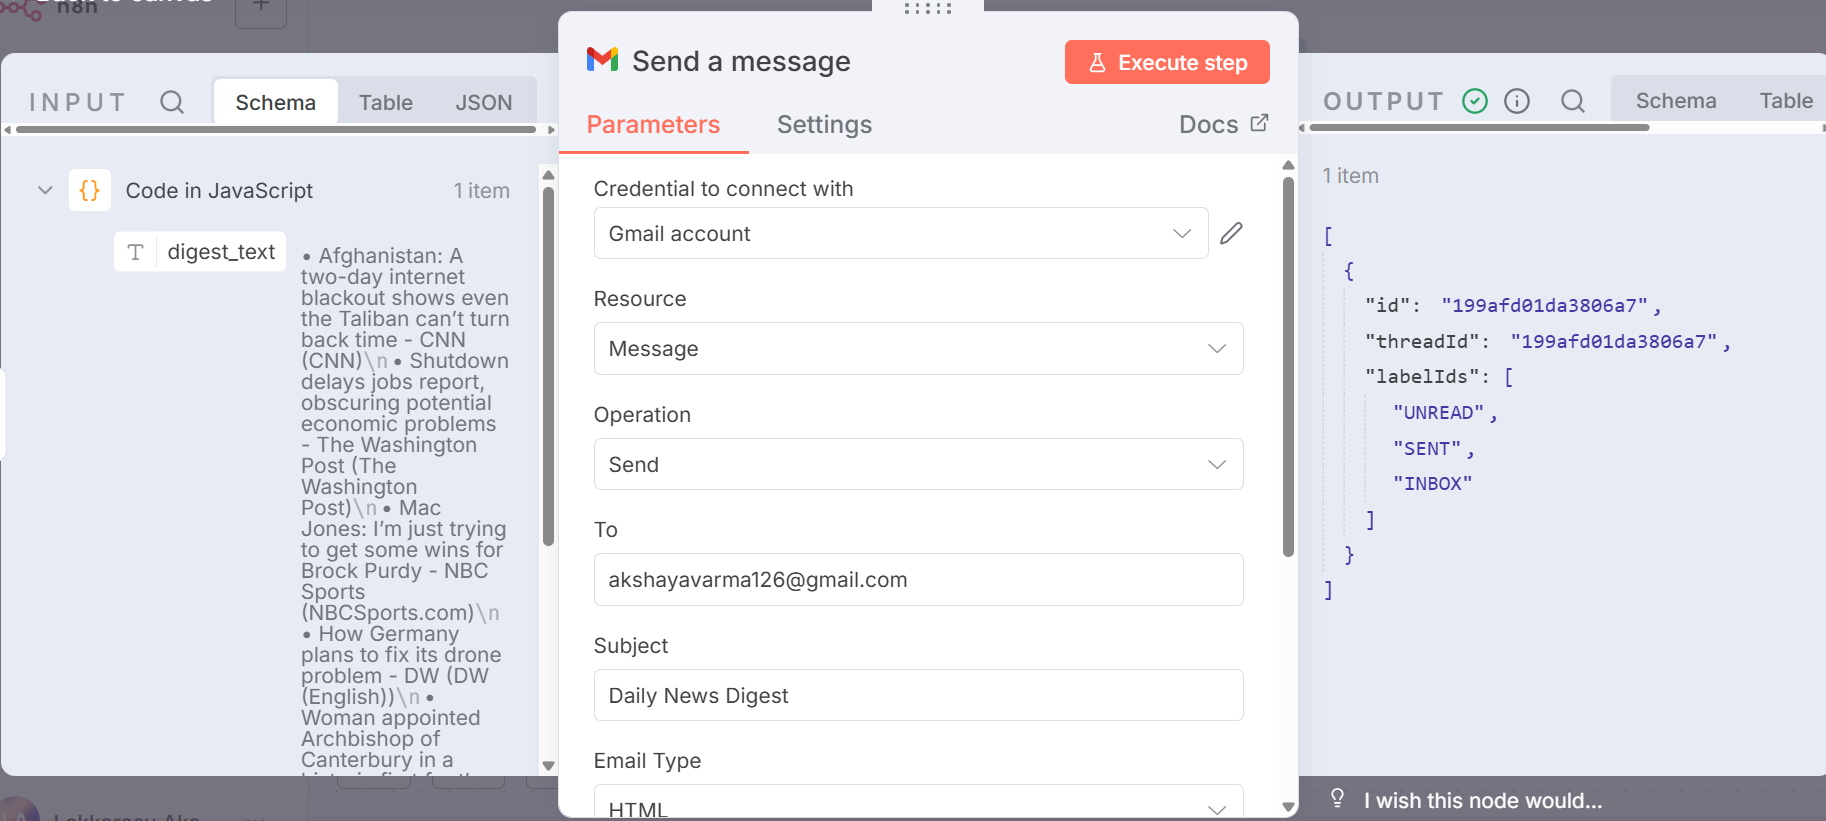 n8n
+
INPUT
Schema
Table
JSON
Code in JavaScript
1 item
T
digest_text
• Afghanistan: A
two-day internet
blackout shows even
the Taliban can’t turn
back time - CNN
(CNN)\n • Shutdown
delays jobs report,
obscuring potential
economic problems
- The Washington
Post (The
Washington
Post)\n • Mac
Jones: I’m just trying
to get some wins for
Brock Purdy - NBC
Sports
(NBCSports.com)\n
• How Germany
plans to fix its drone
problem - DW (DW
(English))\n •
Woman appointed
Archbishop of
Canterbury in a
Send a message
Execute step
Parameters
Settings
Docs
Credential to connect with
Gmail account
Resource
Message
Operation
Send
To
akshayavarma126@gmail.com
Subject
Daily News Digest
Email Type
HTML
OUTPUT
Schema
Table
1 item
[
{
"id": "199afd01da3806a7",
"threadId": "199afd01da3806a7",
"labelIds": [
"UNREAD",
"SENT",
"INBOX"
]
}
]
I wish this node would...